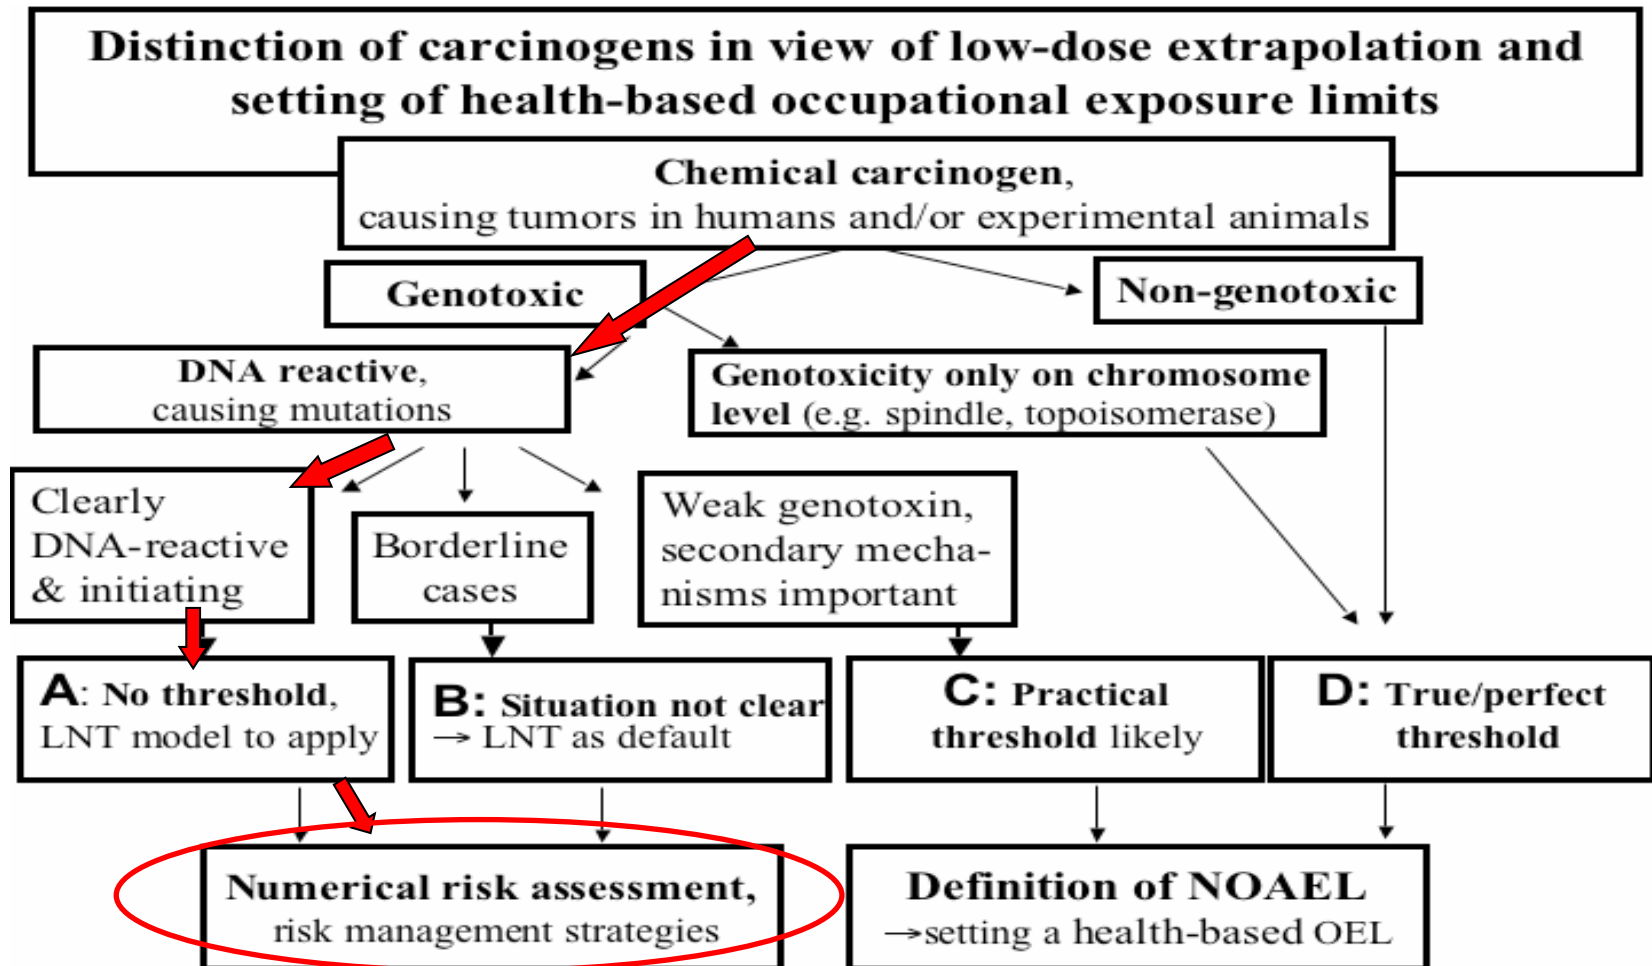 Distinction of carcinogens in view of low-dose extrapolation and
setting of health-based occupational exposure limits
Chemical carcinogen,
causing tumors in humans and/or experimental animals
Genotoxic
Non-genotoxic
DNA reactive,
causing mutations
Genotoxicity only on chromosome
level (e.g. spindle, topoisomerase)
Clearly
DNA-reactive
& initiating
Borderline
cases
Weak genotoxin,
secondary mecha-
nisms important
A: No threshold,
LNT model to apply
B: Situation not clear
→ LNT as default
C: Practical
threshold likely
D: True/perfect
threshold
Numerical risk assessment,
risk management strategies
Definition of NOAEL
→setting a health-based OEL